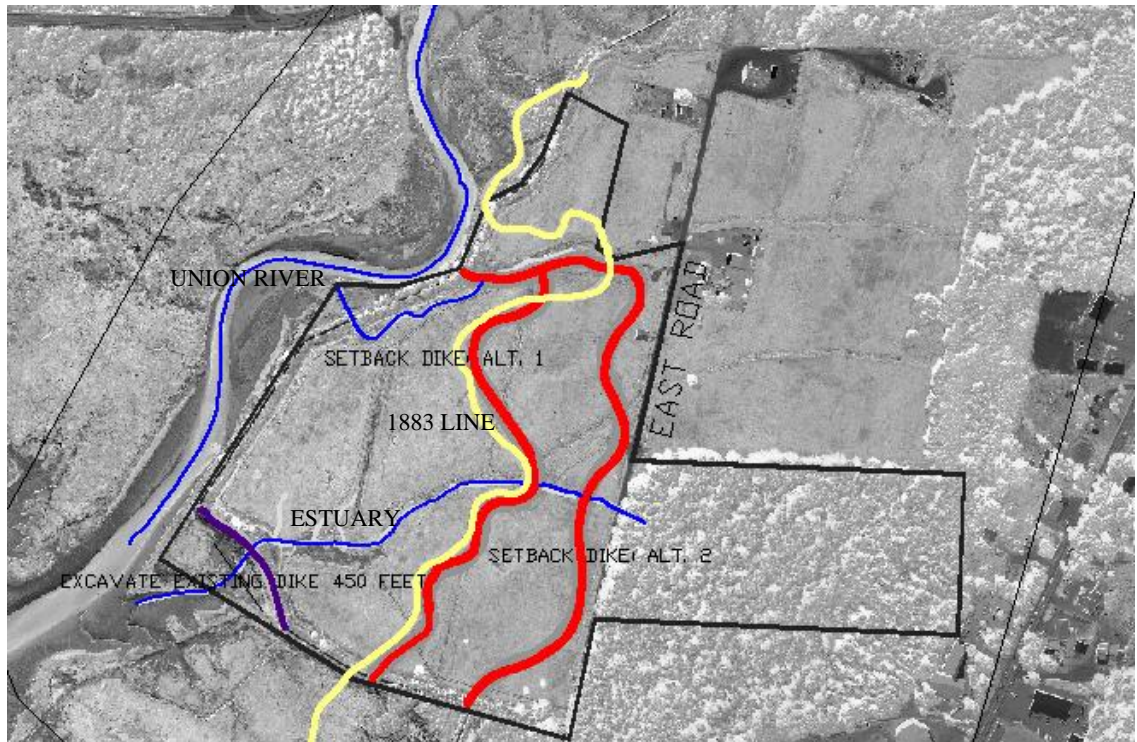 UNION RIVER
EAST ROAD
SETBACK DIKE: ALT. 1
1883 LINE
ESTUARY
SETBACK DIKE: ALT. 2
EXCAVATE EXISTING DIKE 450 FEET